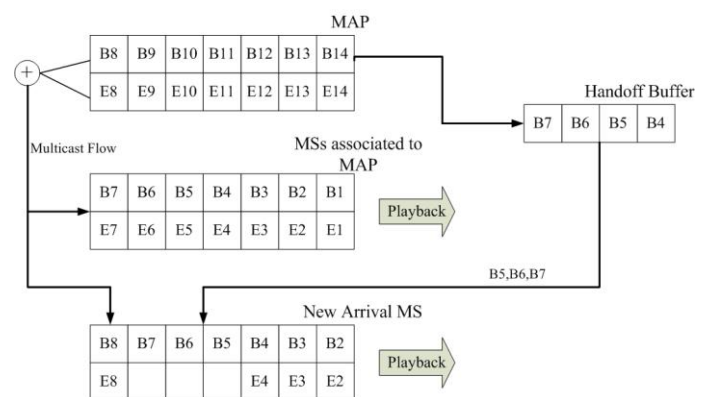 MAP
B8 B9 B10 B11 B12 B13 B14
E8 E9 E10 E11 E12 E13 E14
+
Handoff Buffer
B7 B6 B5 B4
Multicast Flow
MSs associated to
MAP
B7 B6 B5 B4 B3 B2 B1
E7 E6 E5 E4 E3 E2 E1
Playback
B5,B6,B7
New Arrival MS
B8 B7 B6 B5 B4 B3 B2
E8 E4 E3 E2
Playback